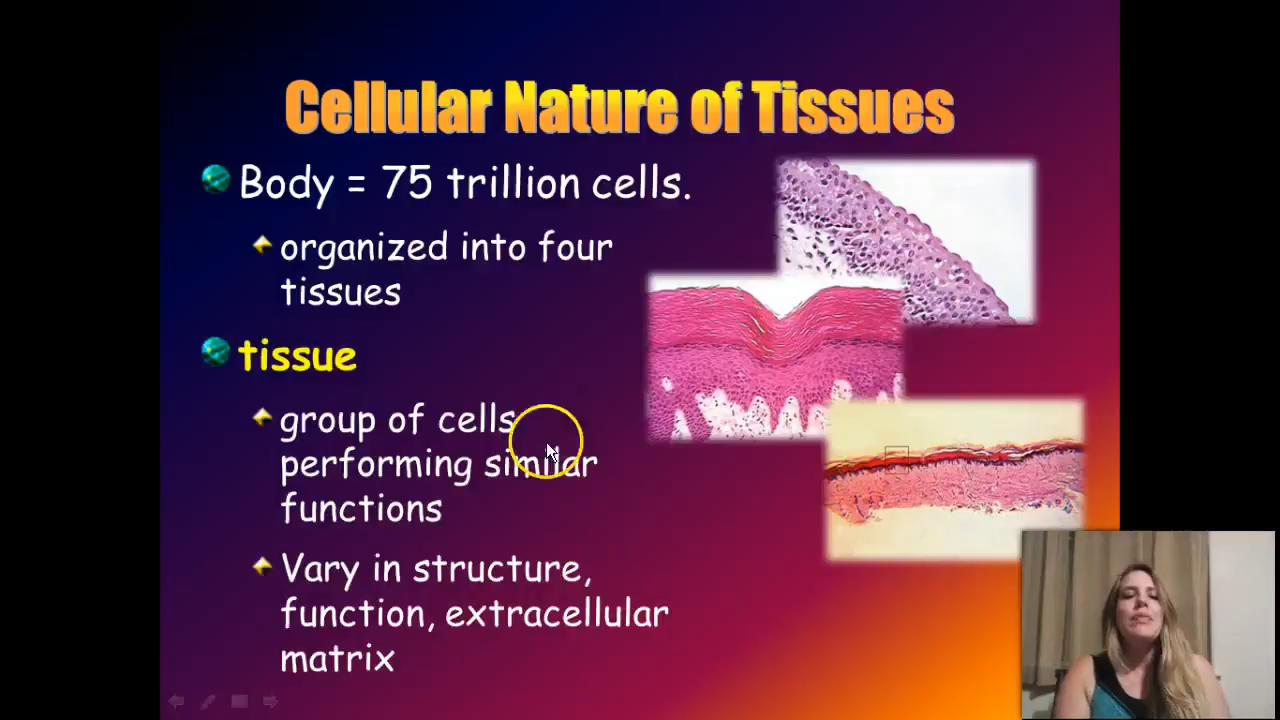 Cellular Nature of Tissues
Body = 75 trillion cells.
organized into four
tissues
tissue
group of cells
performing similar
functions
Vary in structure,
function, extracellular
matrix